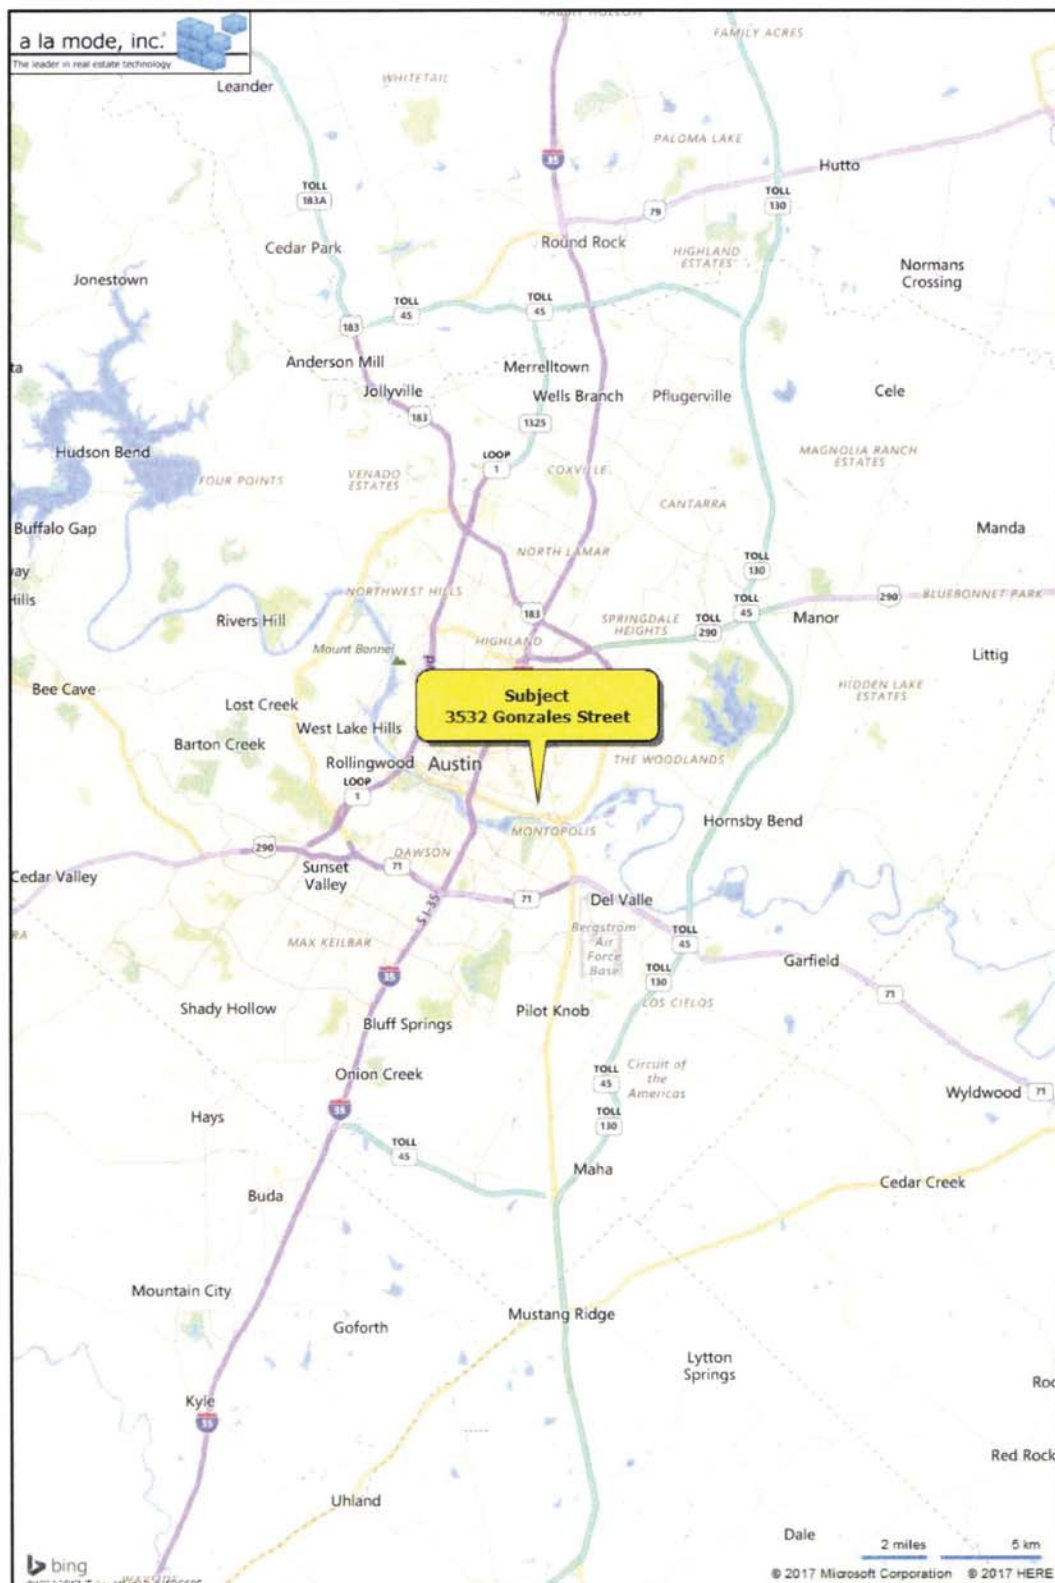 RABBIT HOLLOW
a la mode, inc.
The leader in real estate technology
FAMILY ACRES
WHITETAIL
Leander
PALOMA LAKE
35
Hutto
TOLL
183A
TOLL
130
79
Cedar Park
Round Rock
HIGHLAND
ESTATES
Normans
Crossing
Jonestown
TOLL
45
TOLL
45
183
Anderson Mill
Merrelltown
Jollyville
Wells Branch
Pflugerville
Cele
183
1325
Hudson Bend
LOOP
1
MAGNOLIA RANCH
ESTATES
FOUR POINTS
VENADO
ESTATES
COXVILLE
CANTARRA
Buffalo Gap
Manda
NORTH LAMAR
TOLL
130
way
Hills
NORTHWEST HILLS
BLUEBONNET PARK
290
TOLL
45
183
Rivers Hill
SPRINGDALE
HEIGHTS
TOLL
290
Manor
HIGHLAND
Mount Bonnel
Littig
Bee Cave
HIDDEN LAKE
ESTATES
Subject
3532 Gonzales Street
Lost Creek
West Lake Hills
Barton Creek
Rollingwood
Austin
THE WOODLANDS
LOOP
1
Hornsby Bend
MONTOPOLIS
290
DAWSON
71
Sunset
Valley
Cedar Valley
71
Del Valle
S I-35
Bergstrom
Air
Force
Base
TOLL
45
MAX KEILBAR
RA
Garfield
35
TOLL
130
71
LOS CIELOS
Shady Hollow
Pilot Knob
Bluff Springs
Onion Creek
TOLL
45
Circuit of
the
Americas
Wyldwood
71
Hays
35
TOLL
130
TOLL
45
Maha
Buda
Cedar Creek
Mountain City
Mustang Ridge
Goforth
Lytton
Springs
Kyle
35
Red Rock
Uhland
Dale
2 miles
5 km
bing
© 2017 Microsoft Corporation © 2017 HERE